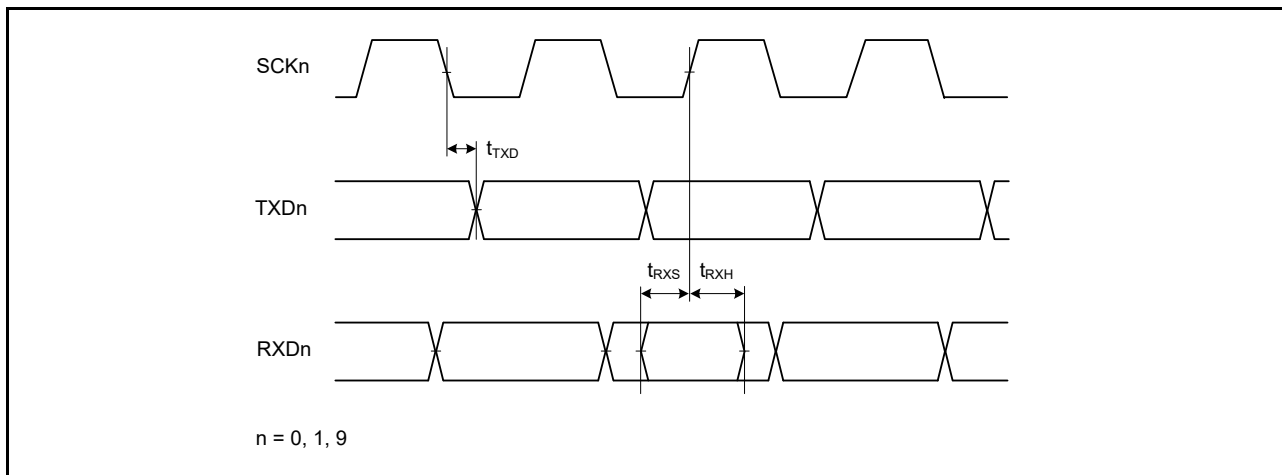 SCKn
tTXD
TXDn
tRXS tRXH
RXDn
n = 0, 1, 9